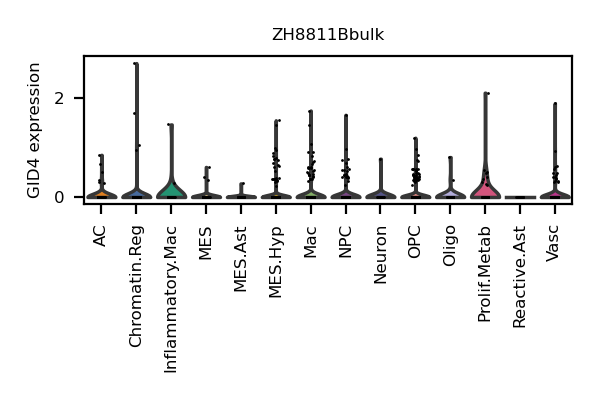 ZH8811Bbulk
GID4 expression
2
0
AC
Chromatin.Reg
Inflammatory.Mac
MES
MES.Ast
MES.Hyp
Mac
NPC
Neuron
OPC
Oligo
Prolif.Metab
Reactive.Ast
Vasc